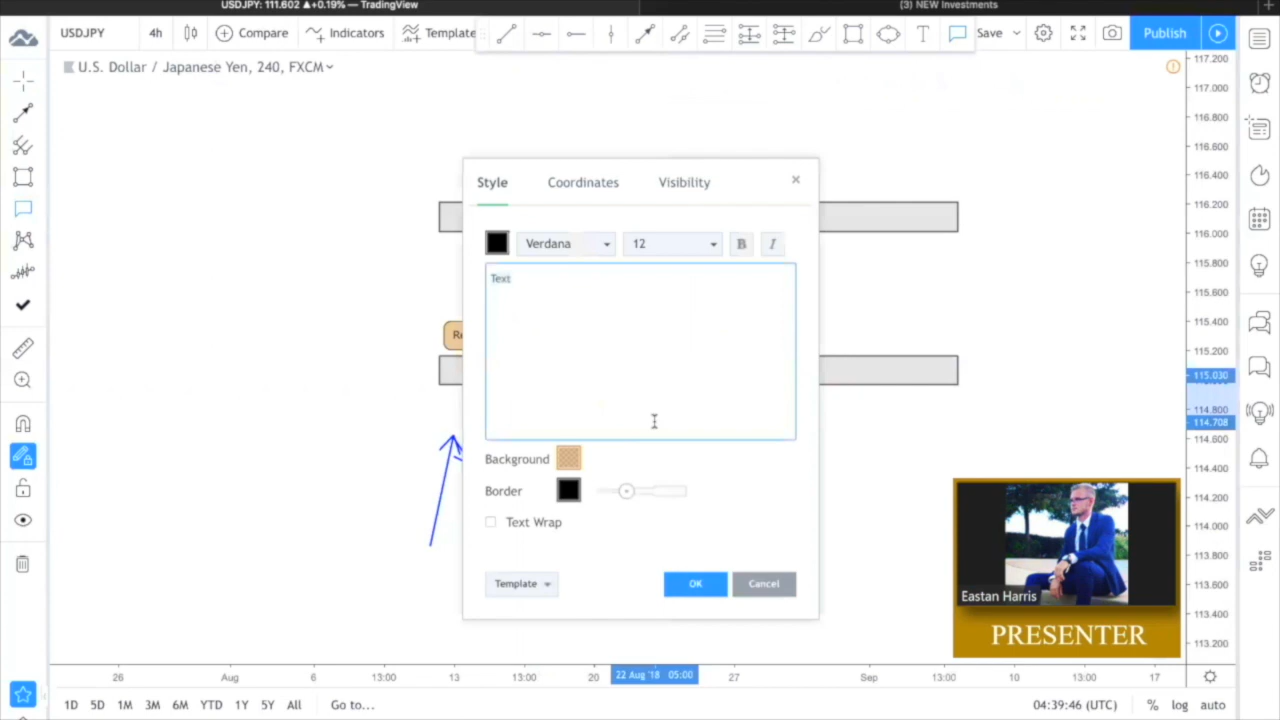 USDJPY: 111.602 ▲+0.19% — TradingView
(3) NEW Investments
USDJPY 4h Compare Indicators Template Save Publish
U.S. Dollar / Japanese Yen, 240, FXCM
117.200
117.000
116.800
116.600
116.400
116.200
116.000
115.800
115.600
115.400
115.200
115.030
114.800
114.708
114.600
114.400
114.200
114.000
113.800
113.600
113.400
113.200
Style Coordinates Visibility
Verdana 12 B I
Text
Background
Border
Text Wrap
Template OK Cancel
Eastan Harris
PRESENTER
26 Aug 6 13:00 13 13:00 20 22 Aug '18 05:00 27 Sep 13:00 10 13:00 17
1D 5D 1M 3M 6M YTD 1Y 5Y All Go to... 04:39:46 (UTC) % log auto